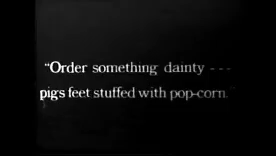 “Order something dainty - - -
pigs feet stuffed with pop-corn.”